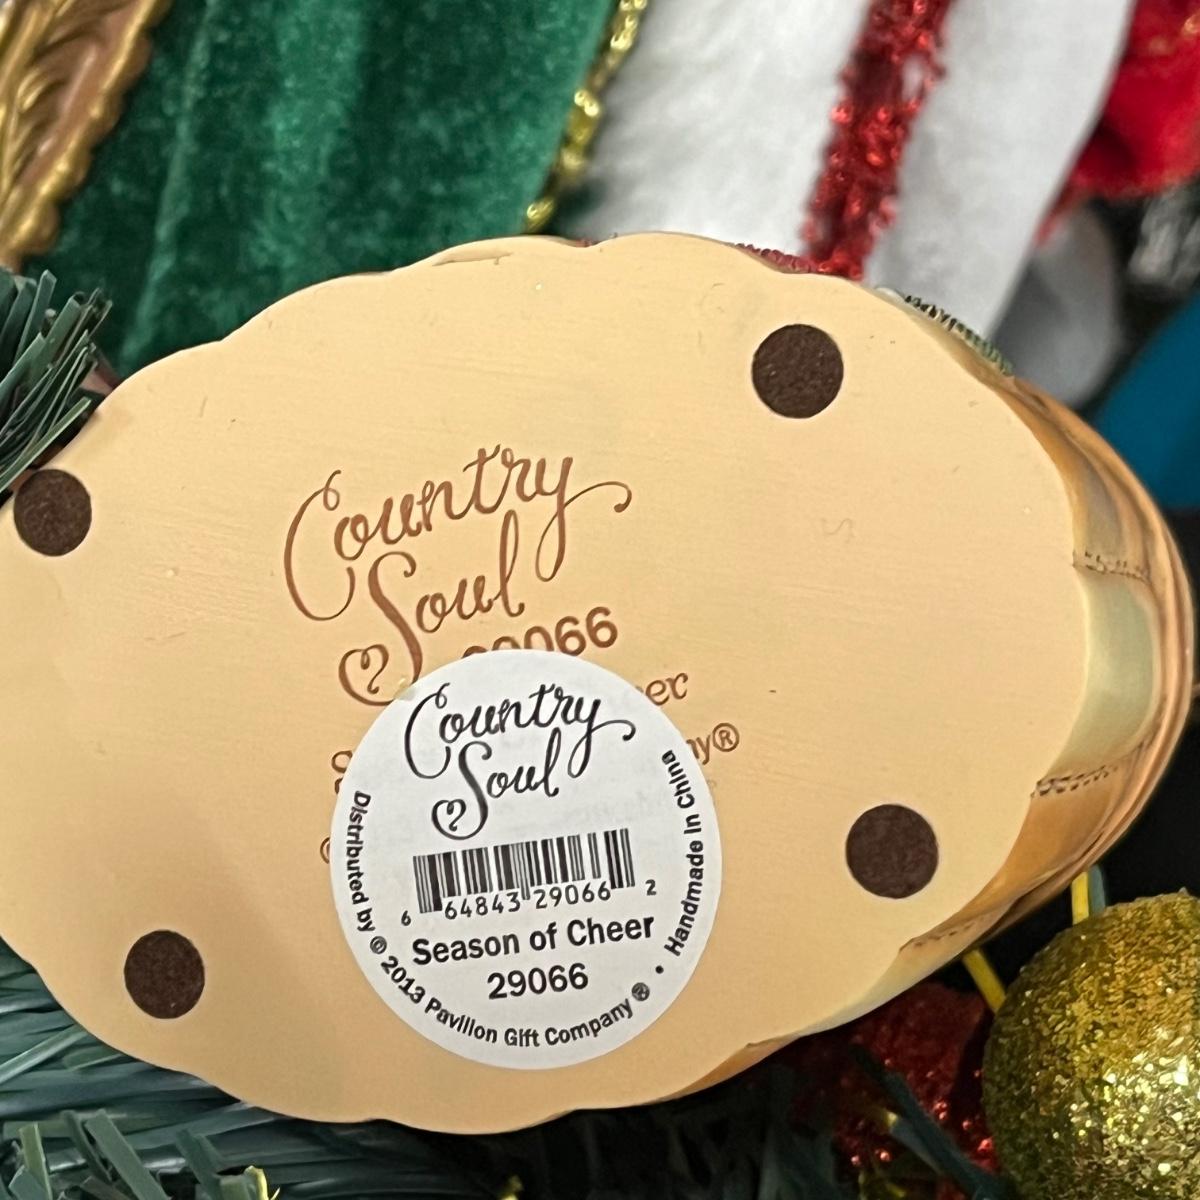 Country
Soul
29066
Country
Soul
6 64843 29066 2
Season of Cheer
29066
Distributed by © 2013 Pavilion Gift Company ® • Handmade In China